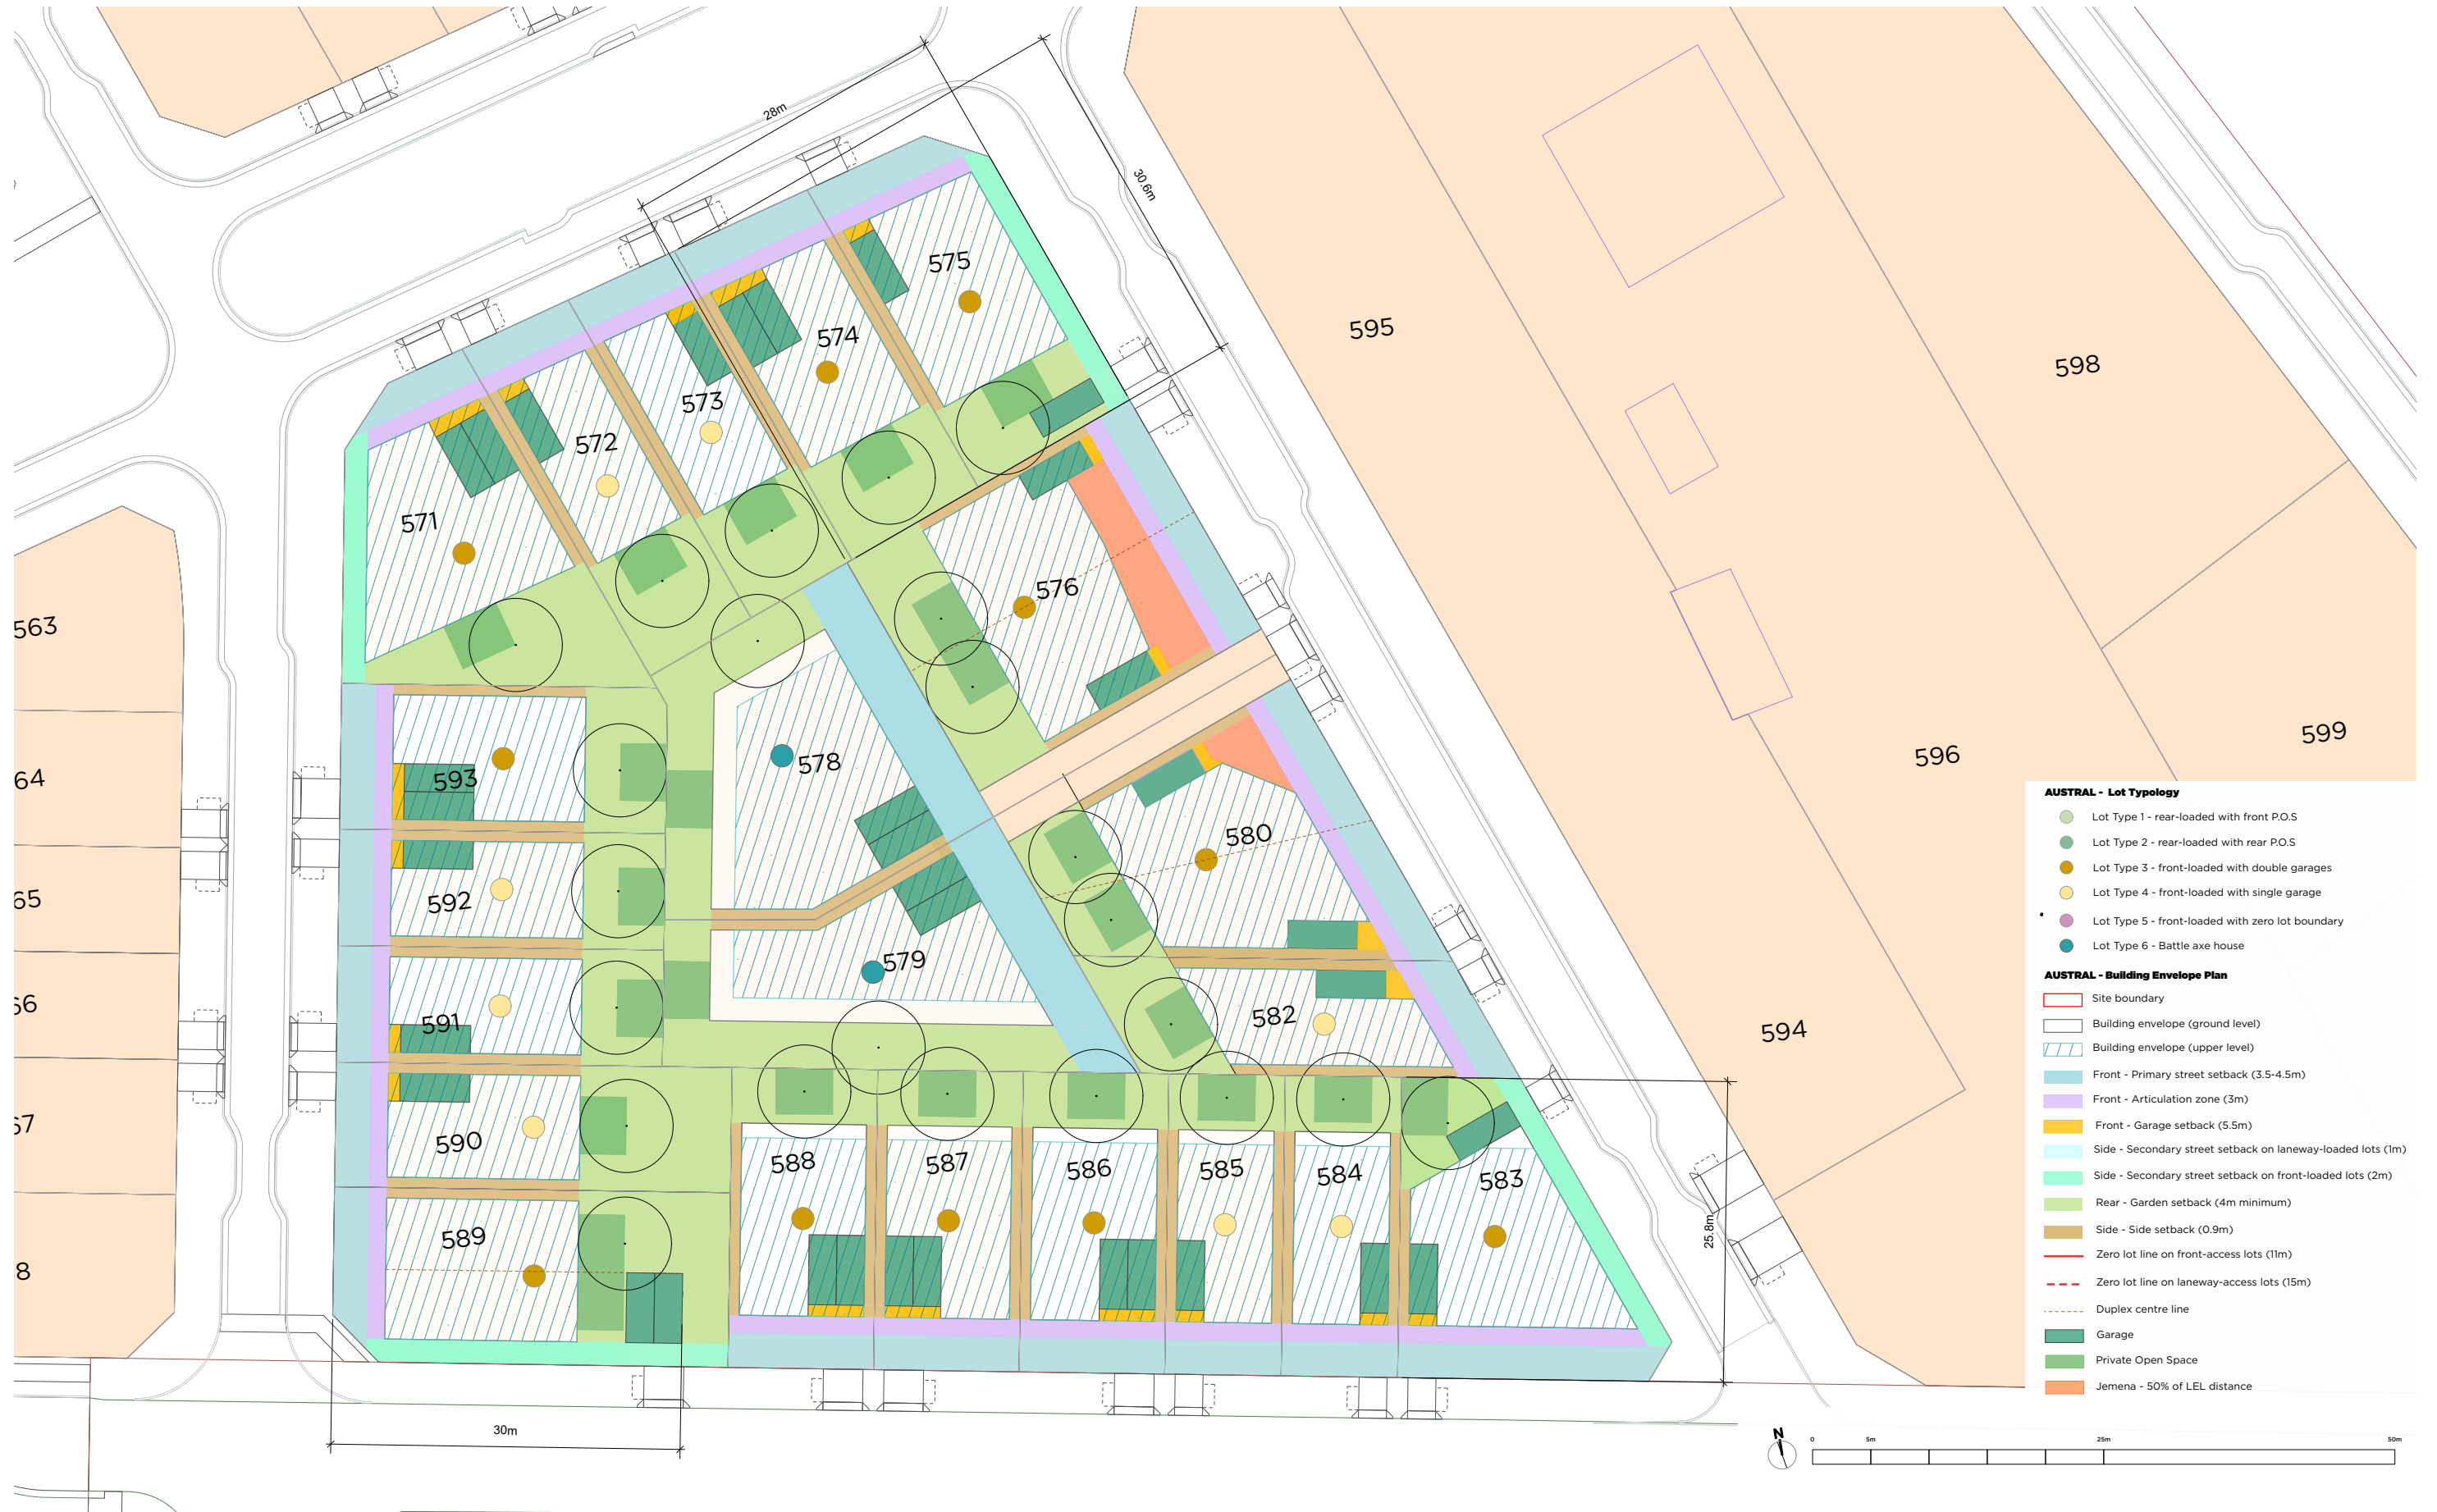 28m
30.6m
575
595
574
598
573
572
571
576
563
578
64
580
596
599
593
65
592
579
66
591
582
594
67
590
588
587
586
585
584
583
589
8
25.8m
30m
AUSTRAL - Lot Typology
Lot Type 1 - rear-loaded with front P.O.S
Lot Type 2 - rear-loaded with rear P.O.S
Lot Type 3 - front-loaded with double garages
Lot Type 4 - front-loaded with single garage
Lot Type 5 - front-loaded with zero lot boundary
Lot Type 6 - Battle axe house
AUSTRAL - Building Envelope Plan
Site boundary
Building envelope (ground level)
Building envelope (upper level)
Front - Primary street setback (3.5-4.5m)
Front - Articulation zone (3m)
Front - Garage setback (5.5m)
Side - Secondary street setback on laneway-loaded lots (1m)
Side - Secondary street setback on front-loaded lots (2m)
Rear - Garden setback (4m minimum)
Side - Side setback (0.9m)
Zero lot line on front-access lots (11m)
Zero lot line on laneway-access lots (15m)
Duplex centre line
Garage
Private Open Space
Jemena - 50% of LEL distance
N
0 5m 25m 50m